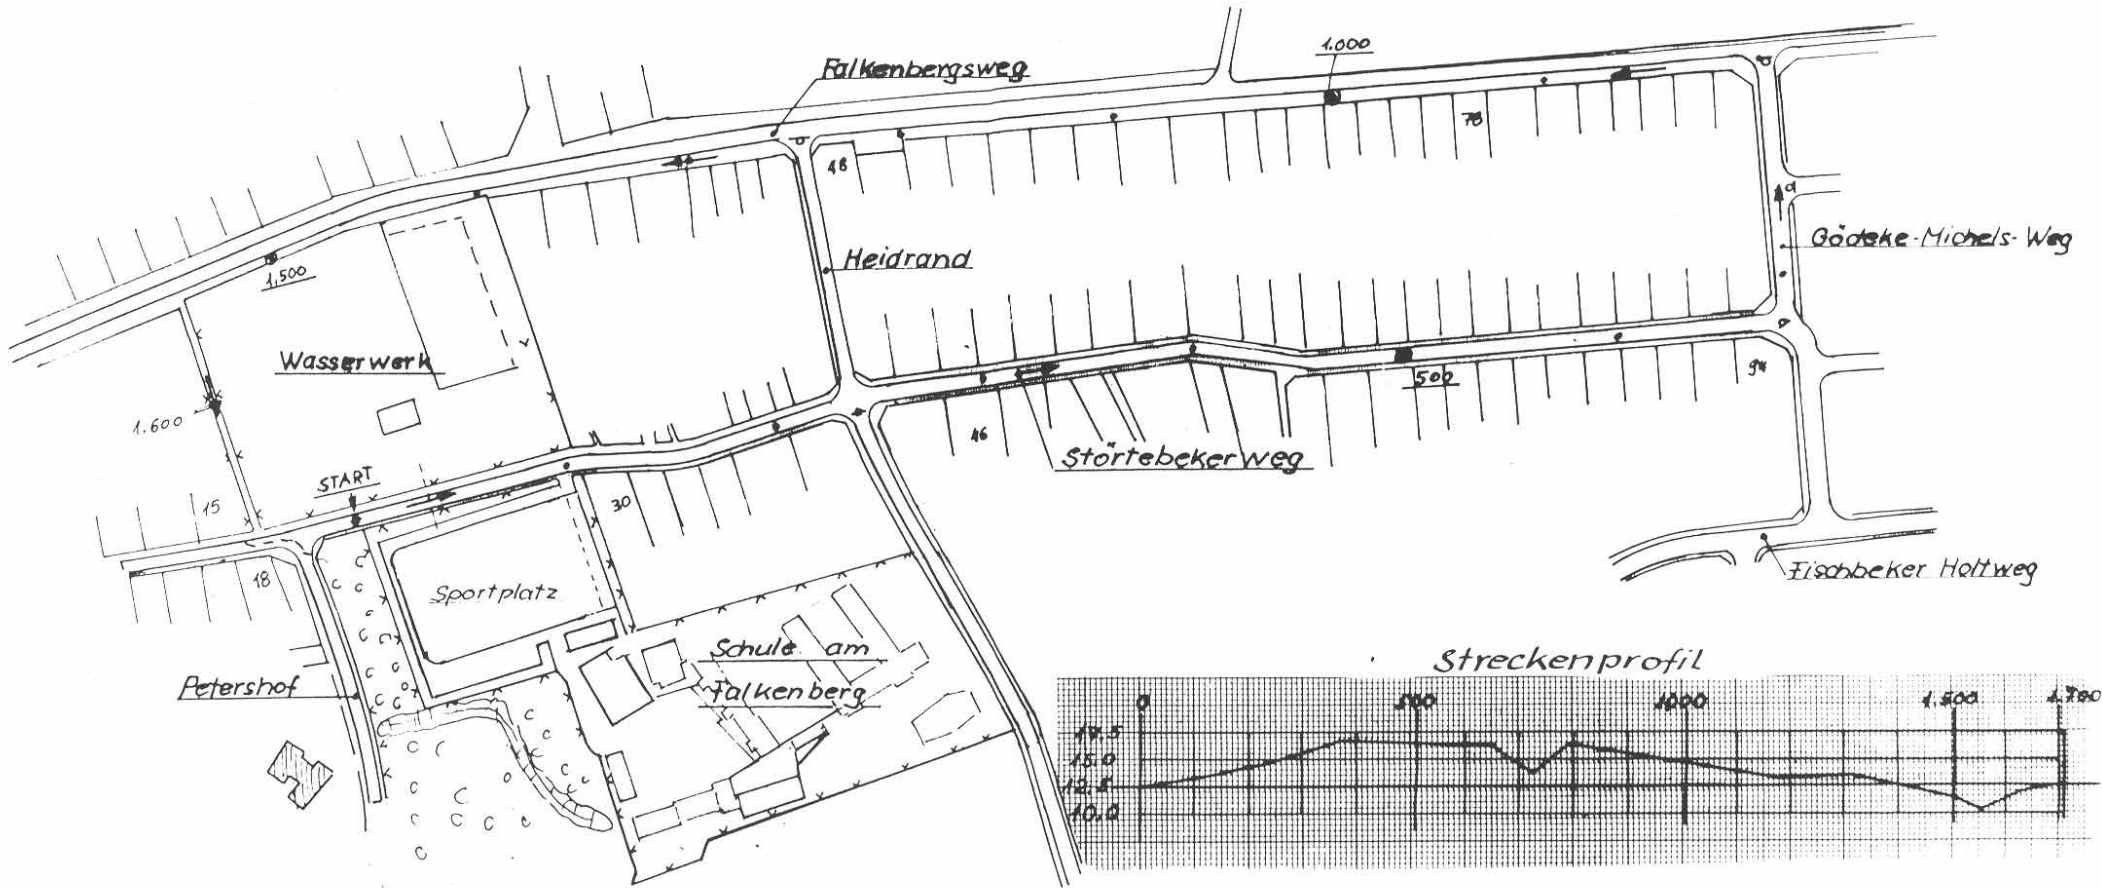 Falkenbergsweg
1.000
78
48
Gödeke-Michels-Weg
Heidrand
1,500
Wasserwerk
500
94
1.600
46
Störtebekerweg
START
15
30
18
Sportplatz
Fischbeker Holtweg
Petershof
Schule am
Falkenberg
Streckenprofil
0 500 1000 1.500 1.700
17.5
15.0
12.5
10.0